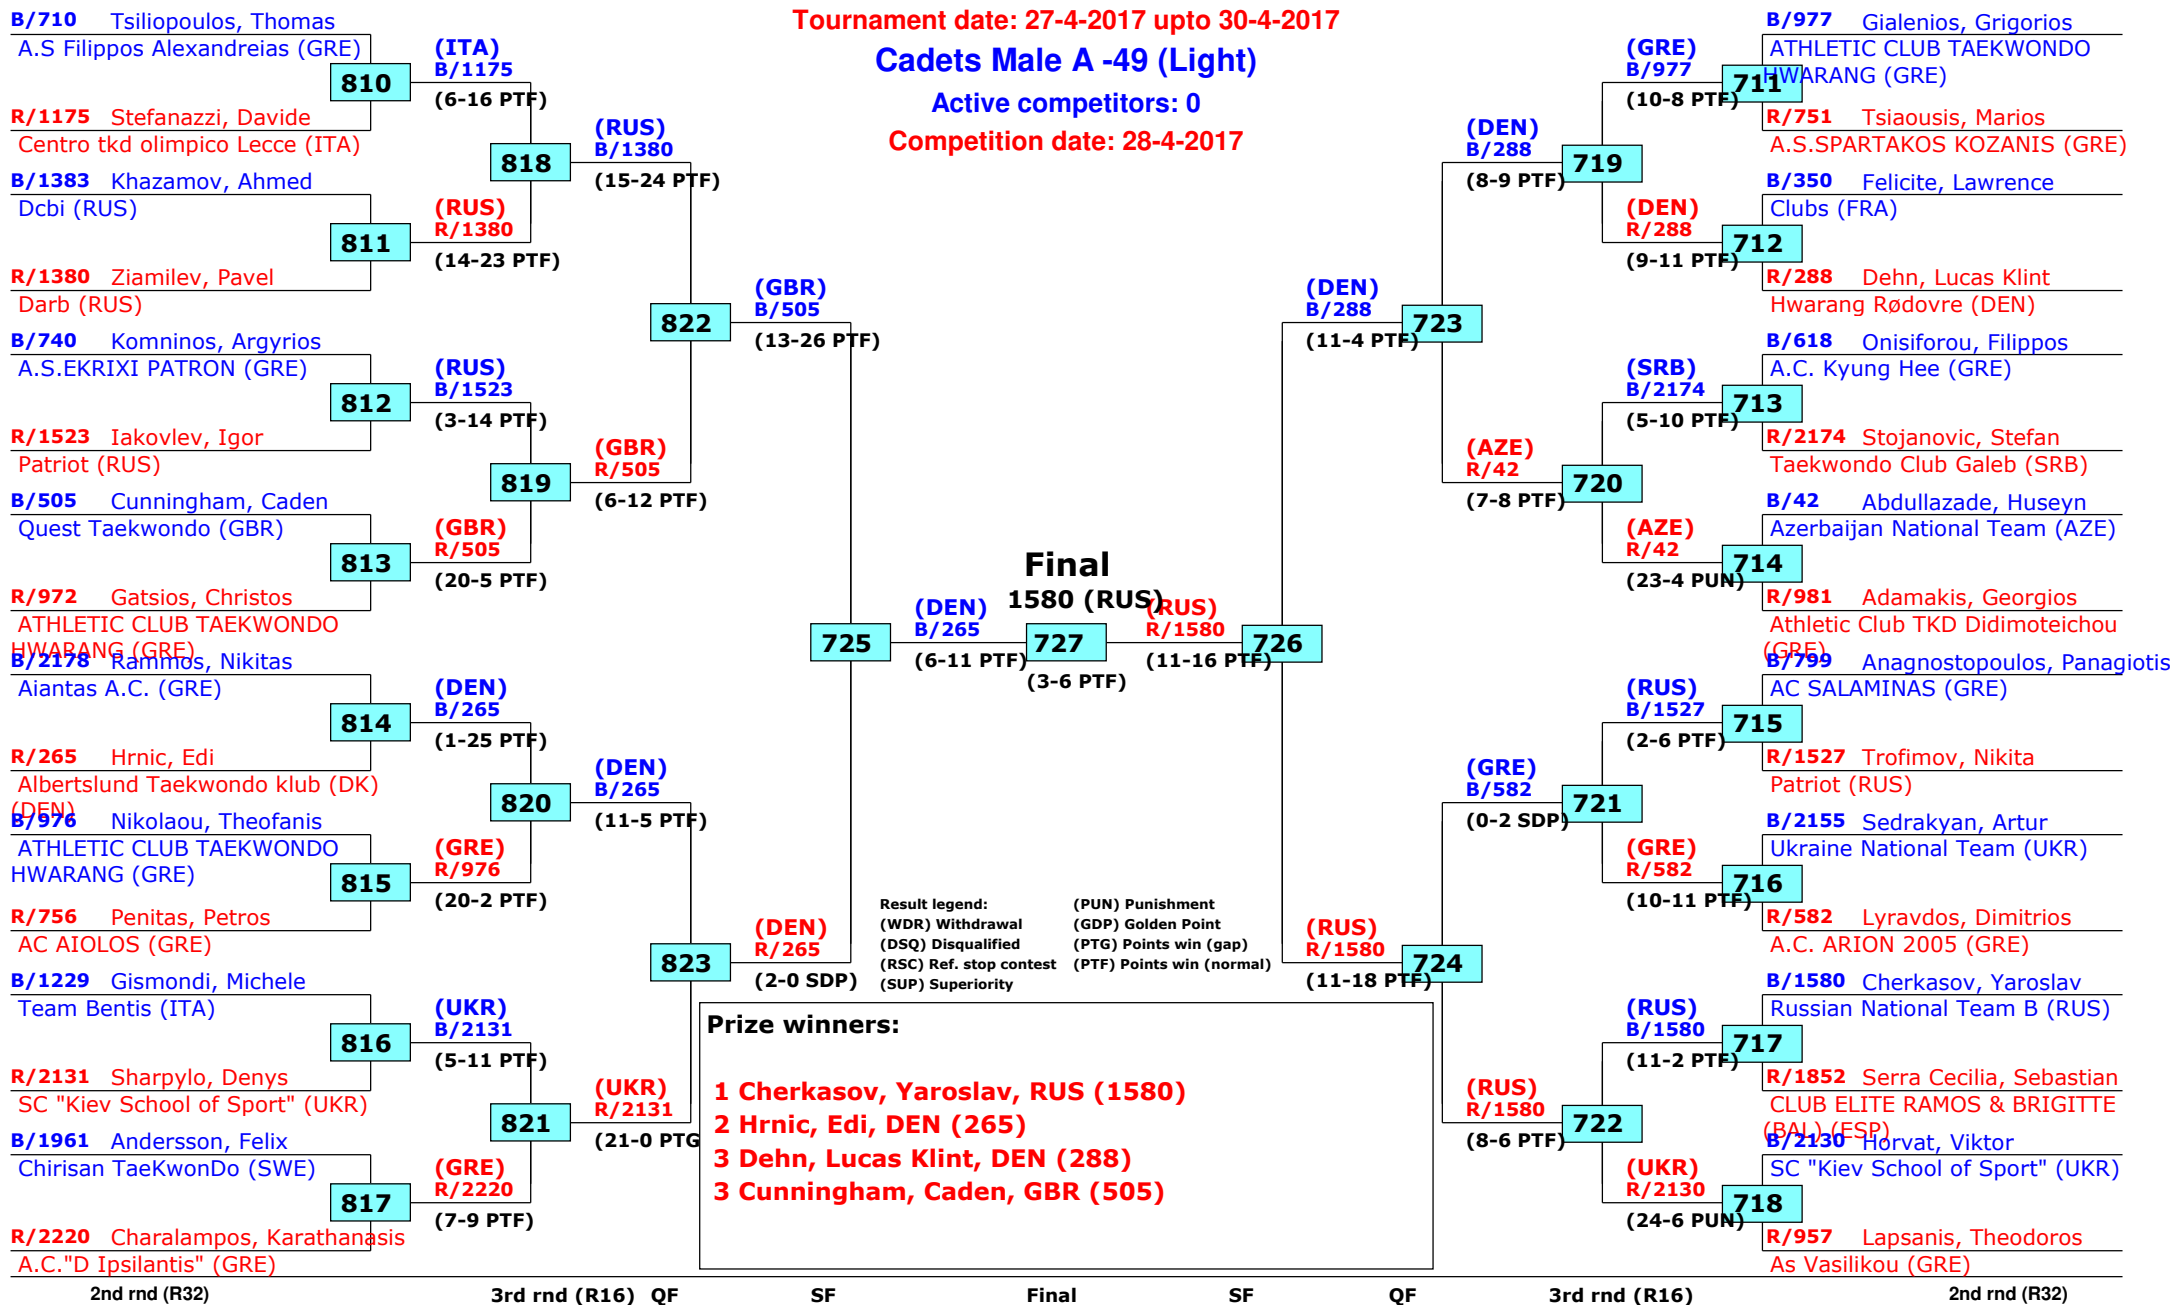 Tournament date: 27-4-2017 upto 30-4-2017
Cadets Male A -49 (Light)
Active competitors: 0
Competition date: 28-4-2017
B/710 Tsiliopoulos, Thomas
A.S Filippos Alexandreias (GRE)
810
R/1175 Stefanazzi, Davide
Centro tkd olimpico Lecce (ITA)
B/1383 Khazamov, Ahmed
Dcbi (RUS)
811
R/1380 Ziamilev, Pavel
Darb (RUS)
B/740 Komninos, Argyrios
A.S.EKRIXI PATRON (GRE)
812
R/1523 Iakovlev, Igor
Patriot (RUS)
B/505 Cunningham, Caden
Quest Taekwondo (GBR)
813
R/972 Gatsios, Christos
ATHLETIC CLUB TAEKWONDO
HWARANG (GRE)
B/2178 Rammos, Nikitas
Aiantas A.C. (GRE)
814
R/265 Hrnic, Edi
Albertslund Taekwondo klub (DK)
(DEN)
B/976 Nikolaou, Theofanis
ATHLETIC CLUB TAEKWONDO
HWARANG (GRE)
815
R/756 Penitas, Petros
AC AIOLOS (GRE)
B/1229 Gismondi, Michele
Team Bentis (ITA)
816
R/2131 Sharpylo, Denys
SC "Kiev School of Sport" (UKR)
B/1961 Andersson, Felix
Chirisan TaeKwonDo (SWE)
817
R/2220 Charalampos, Karathanasis
A.C."D Ipsilantis" (GRE)
(ITA)
B/1175
(6-16 PTF)
818
(RUS)
R/1380
(14-23 PTF)
(RUS)
B/1523
(3-14 PTF)
819
(GBR)
R/505
(20-5 PTF)
(DEN)
B/265
(1-25 PTF)
820
(GRE)
R/976
(20-2 PTF)
(UKR)
B/2131
(5-11 PTF)
821
(GRE)
R/2220
(7-9 PTF)
(RUS)
B/1380
(15-24 PTF)
822
(GBR)
R/505
(6-12 PTF)
(DEN)
B/265
(11-5 PTF)
823
(UKR)
R/2131
(21-0 PTG
(GBR)
B/505
(13-26 PTF)
725
(DEN)
R/265
(2-0 SDP)
(DEN)
B/265
(6-11 PTF)
Final
1580 (RUS)
727
(3-6 PTF)
(RUS)
R/1580
(11-16 PTF)
726
(DEN)
B/288
(11-4 PTF)
723
(RUS)
R/1580
(11-18 PTF)
724
(DEN)
B/288
(8-9 PTF)
719
(AZE)
R/42
(7-8 PTF)
720
(GRE)
B/582
(0-2 SDP)
721
(RUS)
R/1580
(8-6 PTF)
722
(GRE)
B/977
(10-8 PTF)
(DEN)
R/288
(9-11 PTF)
(SRB)
B/2174
(5-10 PTF)
(AZE)
R/42
(23-4 PUN)
(RUS)
B/1527
(2-6 PTF)
(GRE)
R/582
(10-11 PTF)
(RUS)
B/1580
(11-2 PTF)
(UKR)
R/2130
(24-6 PUN)
B/977 Gialenios, Grigorios
ATHLETIC CLUB TAEKWONDO
HWARANG (GRE)
711
R/751 Tsiaousis, Marios
A.S.SPARTAKOS KOZANIS (GRE)
B/350 Felicite, Lawrence
Clubs (FRA)
712
R/288 Dehn, Lucas Klint
Hwarang Rødovre (DEN)
B/618 Onisiforou, Filippos
A.C. Kyung Hee (GRE)
713
R/2174 Stojanovic, Stefan
Taekwondo Club Galeb (SRB)
B/42 Abdullazade, Huseyn
Azerbaijan National Team (AZE)
714
R/981 Adamakis, Georgios
Athletic Club TKD Didimoteichou
(GRE)
B/799 Anagnostopoulos, Panagiotis
AC SALAMINAS (GRE)
715
R/1527 Trofimov, Nikita
Patriot (RUS)
B/2155 Sedrakyan, Artur
Ukraine National Team (UKR)
716
R/582 Lyravdos, Dimitrios
A.C. ARION 2005 (GRE)
B/1580 Cherkasov, Yaroslav
Russian National Team B (RUS)
717
R/1852 Serra Cecilia, Sebastian
CLUB ELITE RAMOS & BRIGITTE
(BAL) (ESP)
B/2130 Horvat, Viktor
SC "Kiev School of Sport" (UKR)
718
R/957 Lapsanis, Theodoros
As Vasilikou (GRE)
Result legend: (PUN) Punishment
(WDR) Withdrawal (GDP) Golden Point
(DSQ) Disqualified (PTG) Points win (gap)
(RSC) Ref. stop contest (PTF) Points win (normal)
(SUP) Superiority
Prize winners:
1 Cherkasov, Yaroslav, RUS (1580)
2 Hrnic, Edi, DEN (265)
3 Dehn, Lucas Klint, DEN (288)
3 Cunningham, Caden, GBR (505)
2nd rnd (R32) 3rd rnd (R16) QF SF Final SF QF 3rd rnd (R16) 2nd rnd (R32)